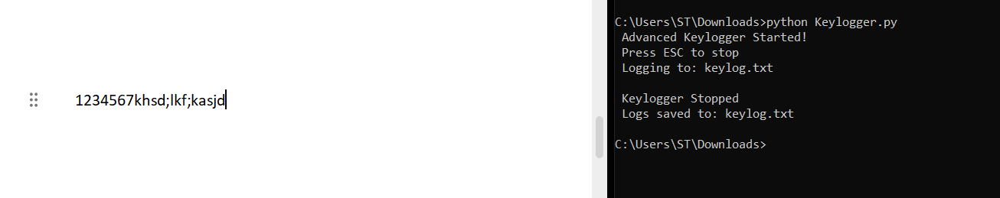 1234567khsd;lkf;kasjd
C:\Users\ST\Downloads>python Keylogger.py
Advanced Keylogger Started!
Press ESC to stop
Logging to: keylog.txt
Keylogger Stopped
Logs saved to: keylog.txt
C:\Users\ST\Downloads>